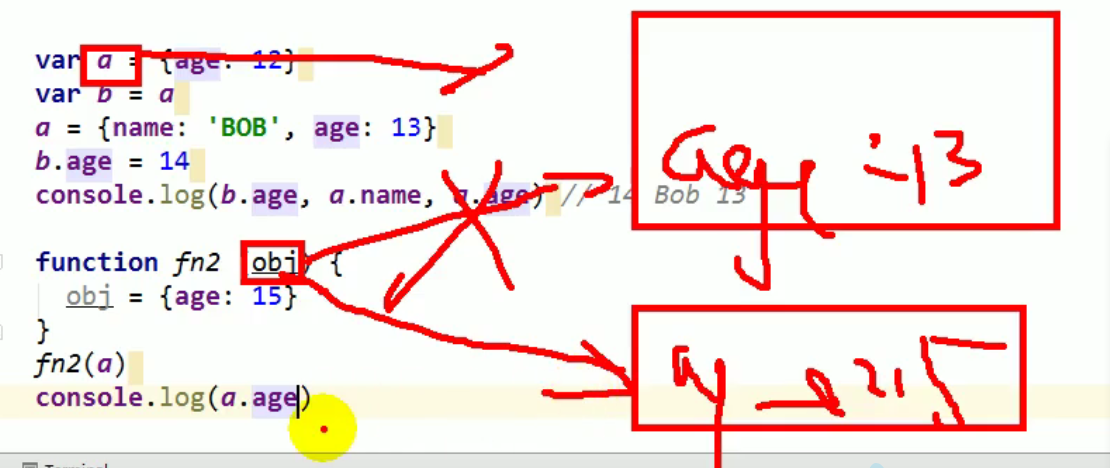 var a = {age: 12}
var b = a
a = {name: 'BOB', age: 13}
b.age = 14
console.log(b.age, a.name, a.age) // 14 Bob 13
function fn2 (obj) {
obj = {age: 15}
}
fn2(a)
console.log(a.age)
age : 13
Terminal